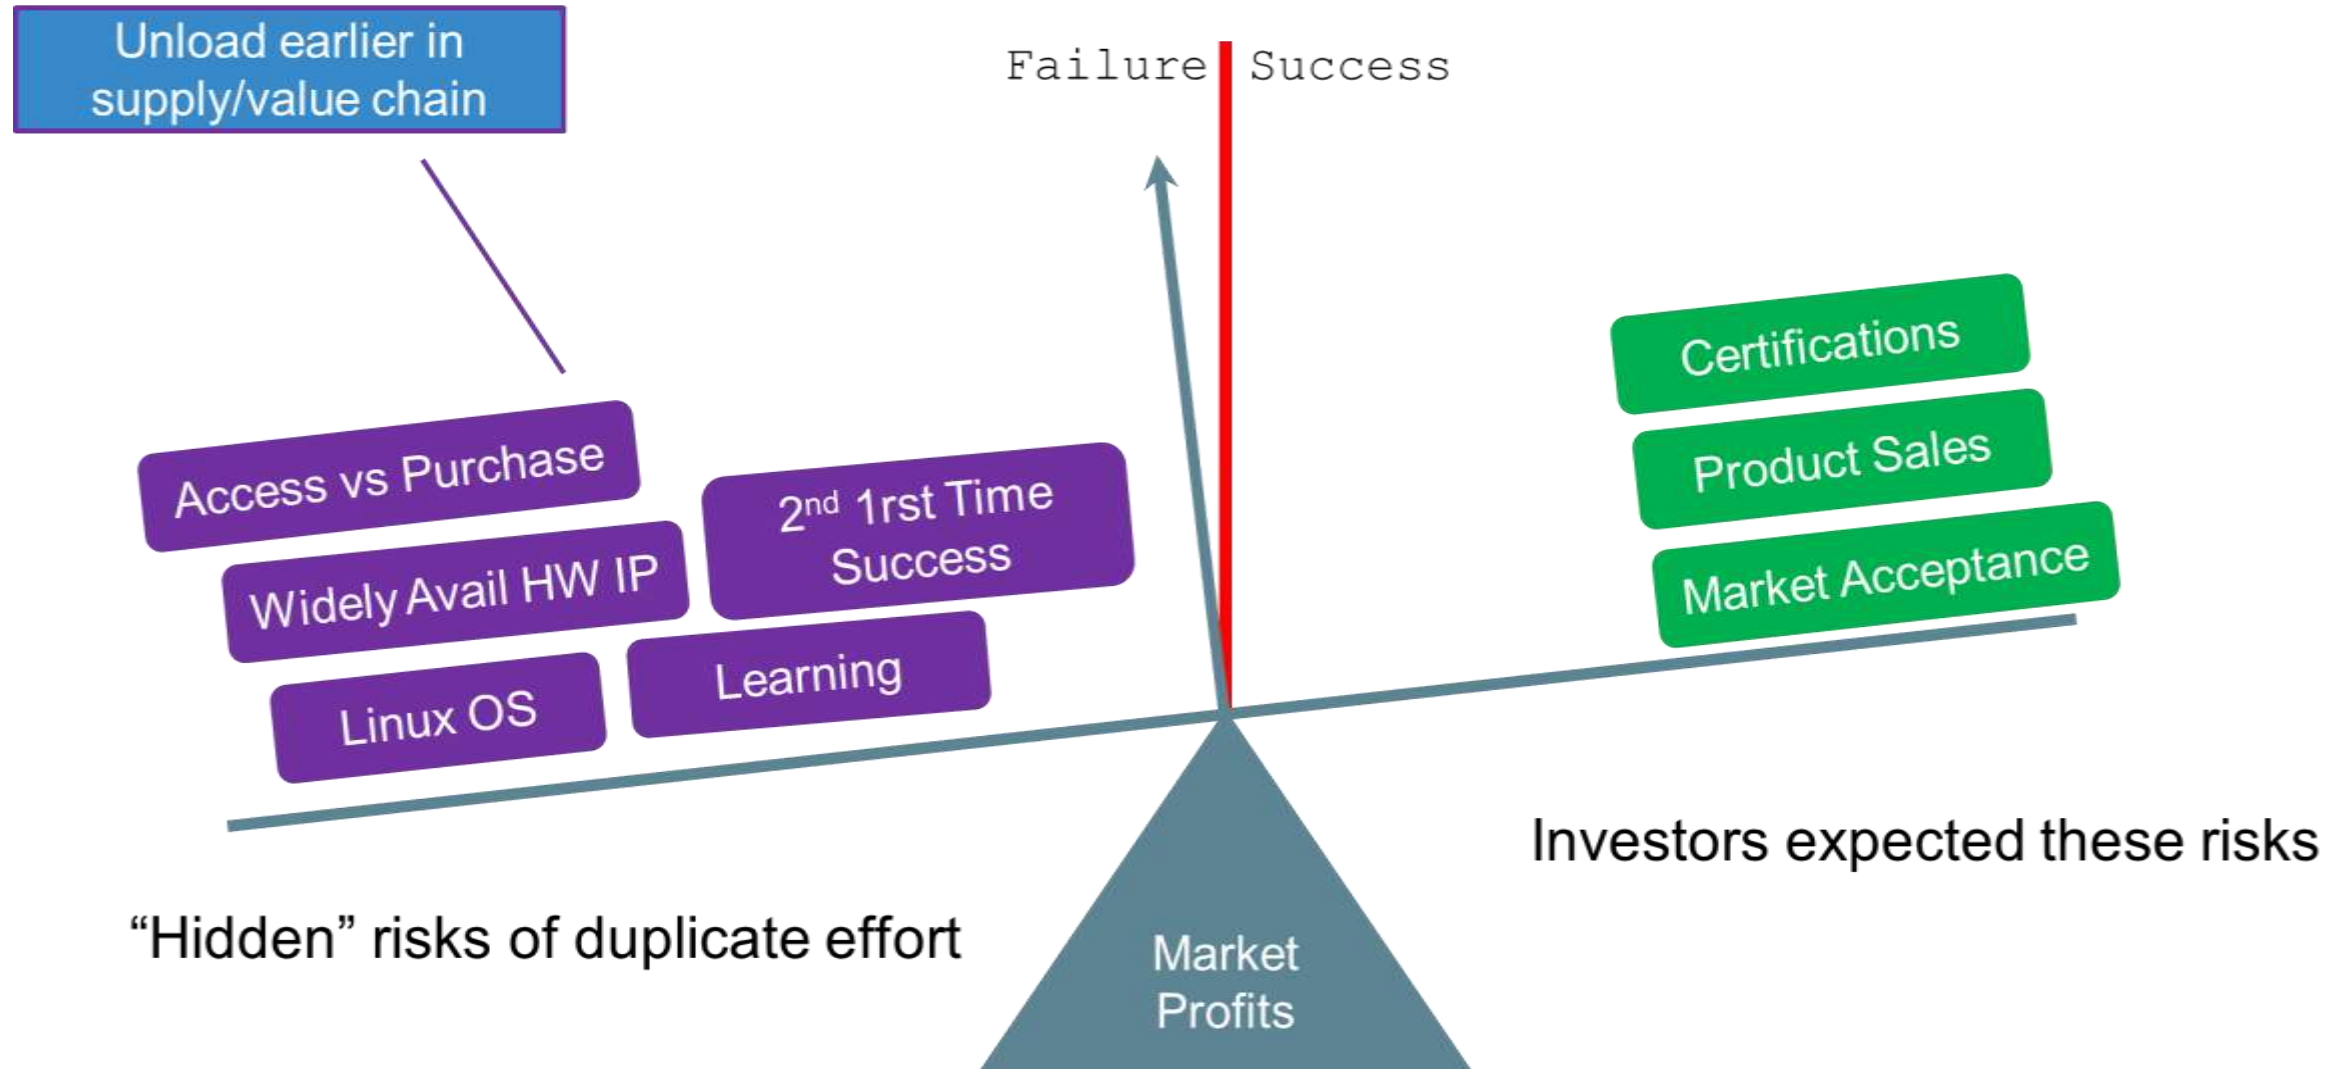 Unload earlier in
supply/value chain
Failure Success
Certifications
Product Sales
Market Acceptance
Access vs Purchase
Widely Avail HW IP
2nd 1rst Time
Success
Linux OS
Learning
Investors expected these risks
“Hidden” risks of duplicate effort
Market
Profits